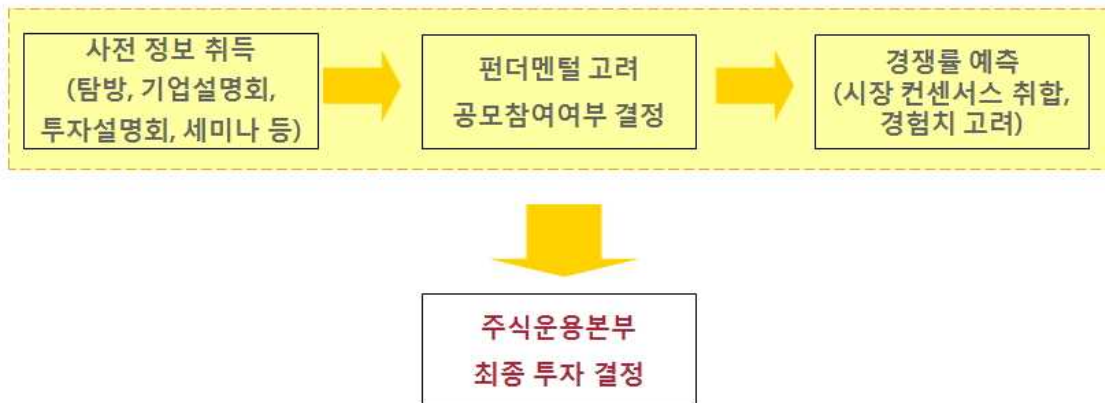 사전 정보 취득
(탐방, 기업설명회,
투자설명회, 세미나 등)
펀더멘털 고려
공모참여여부 결정
경쟁률 예측
(시장 컨센서스 취합,
경험치 고려)
주식운용본부
최종 투자 결정